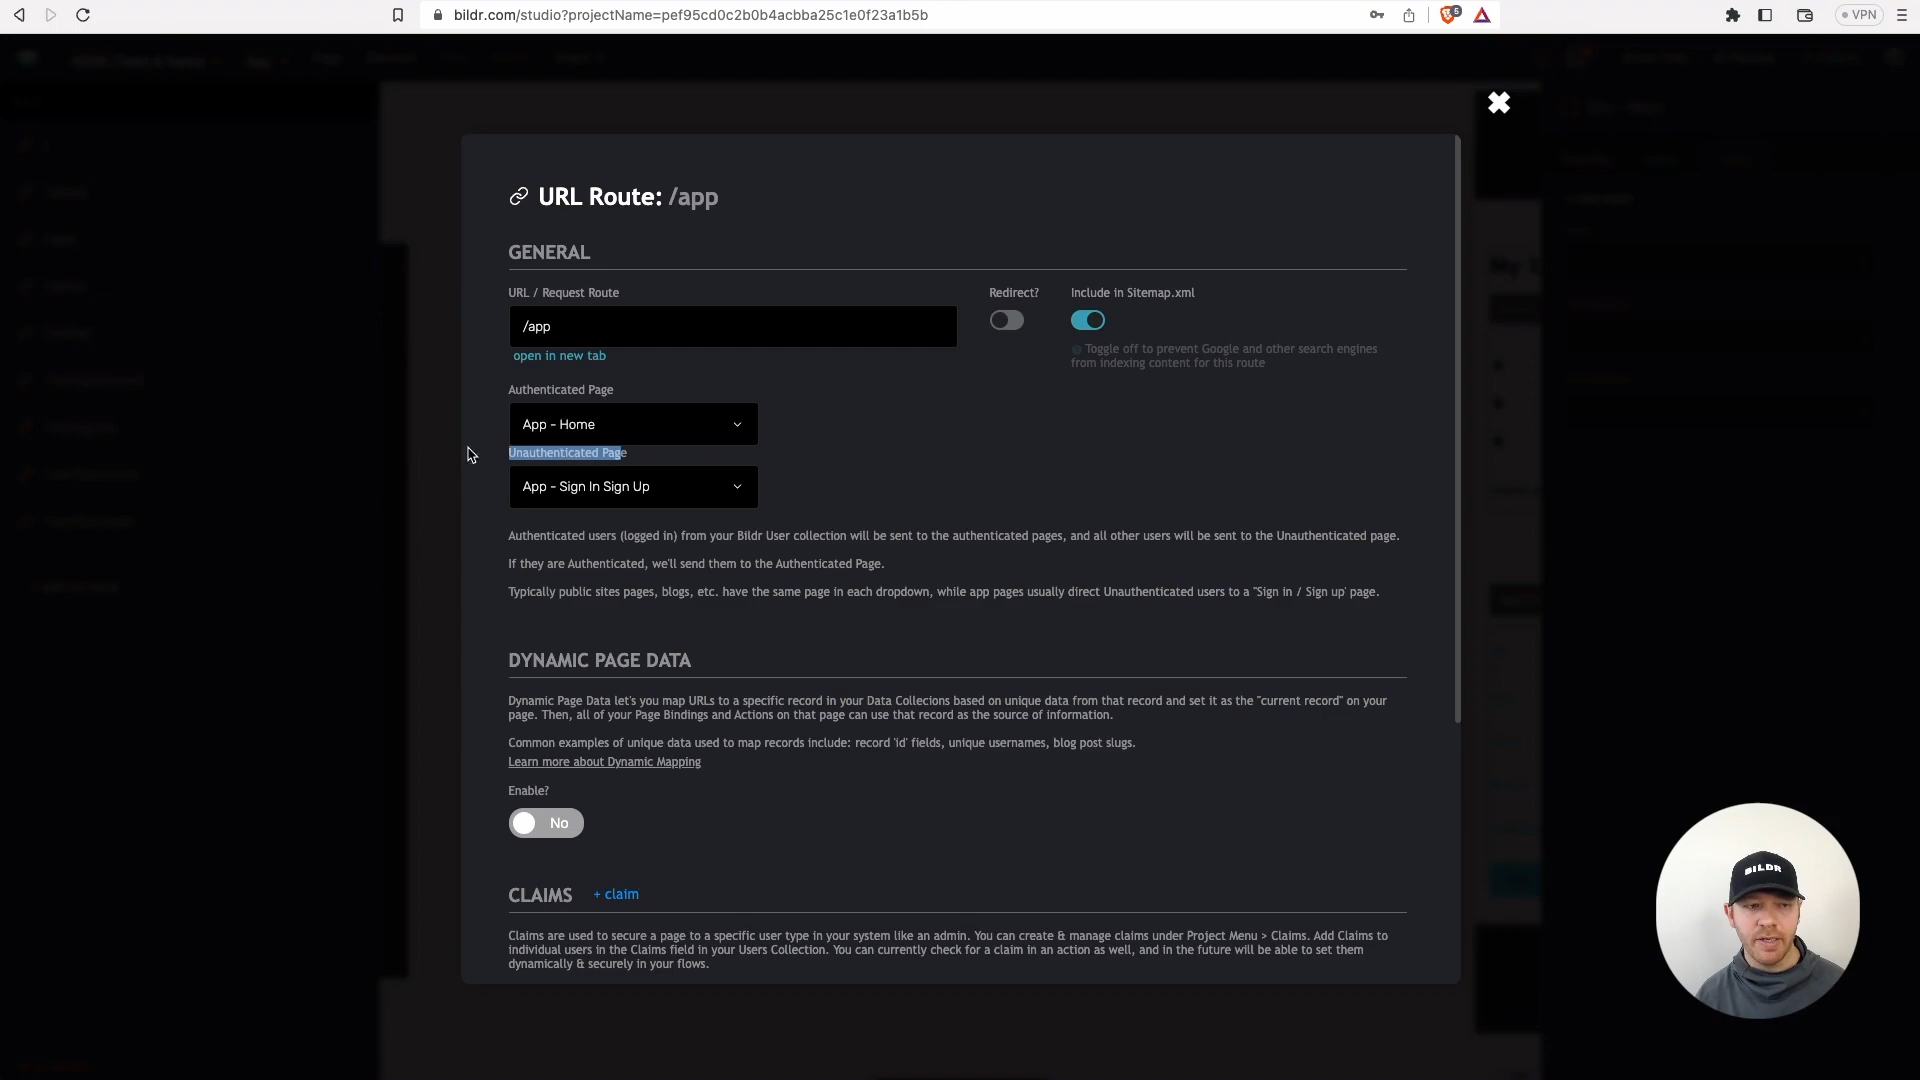 bildr.com/studio?projectName=pef95cd0c2b0b4acbba25c1e0f23a1b5b
5
VPN
URL Route: /app
GENERAL
URL / Request Route
Redirect?
Include in Sitemap.xml
/app
open in new tab
Toggle off to prevent Google and other search engines
from indexing content for this route
Authenticated Page
App - Home
Unauthenticated Page
App - Sign In Sign Up
Authenticated users (logged in) from your Bildr User collection will be sent to the authenticated pages, and all other users will be sent to the Unauthenticated page.
If they are Authenticated, we'll send them to the Authenticated Page.
Typically public sites pages, blogs, etc. have the same page in each dropdown, while app pages usually direct Unauthenticated users to a "Sign in / Sign up' page.
DYNAMIC PAGE DATA
Dynamic Page Data let's you map URLs to a specific record in your Data Collecions based on unique data from that record and set it as the "current record" on your
page. Then, all of your Page Bindings and Actions on that page can use that record as the source of information.
Common examples of unique data used to map records include: record 'id' fields, unique usernames, blog post slugs.
Learn more about Dynamic Mapping
Enable?
No
CLAIMS + claim
Claims are used to secure a page to a specific user type in your system like an admin. You can create & manage claims under Project Menu > Claims. Add Claims to
individual users in the Claims field in your Users Collection. You can currently check for a claim in an action as well, and in the future will be able to set them
dynamically & securely in your flows.
BILDR